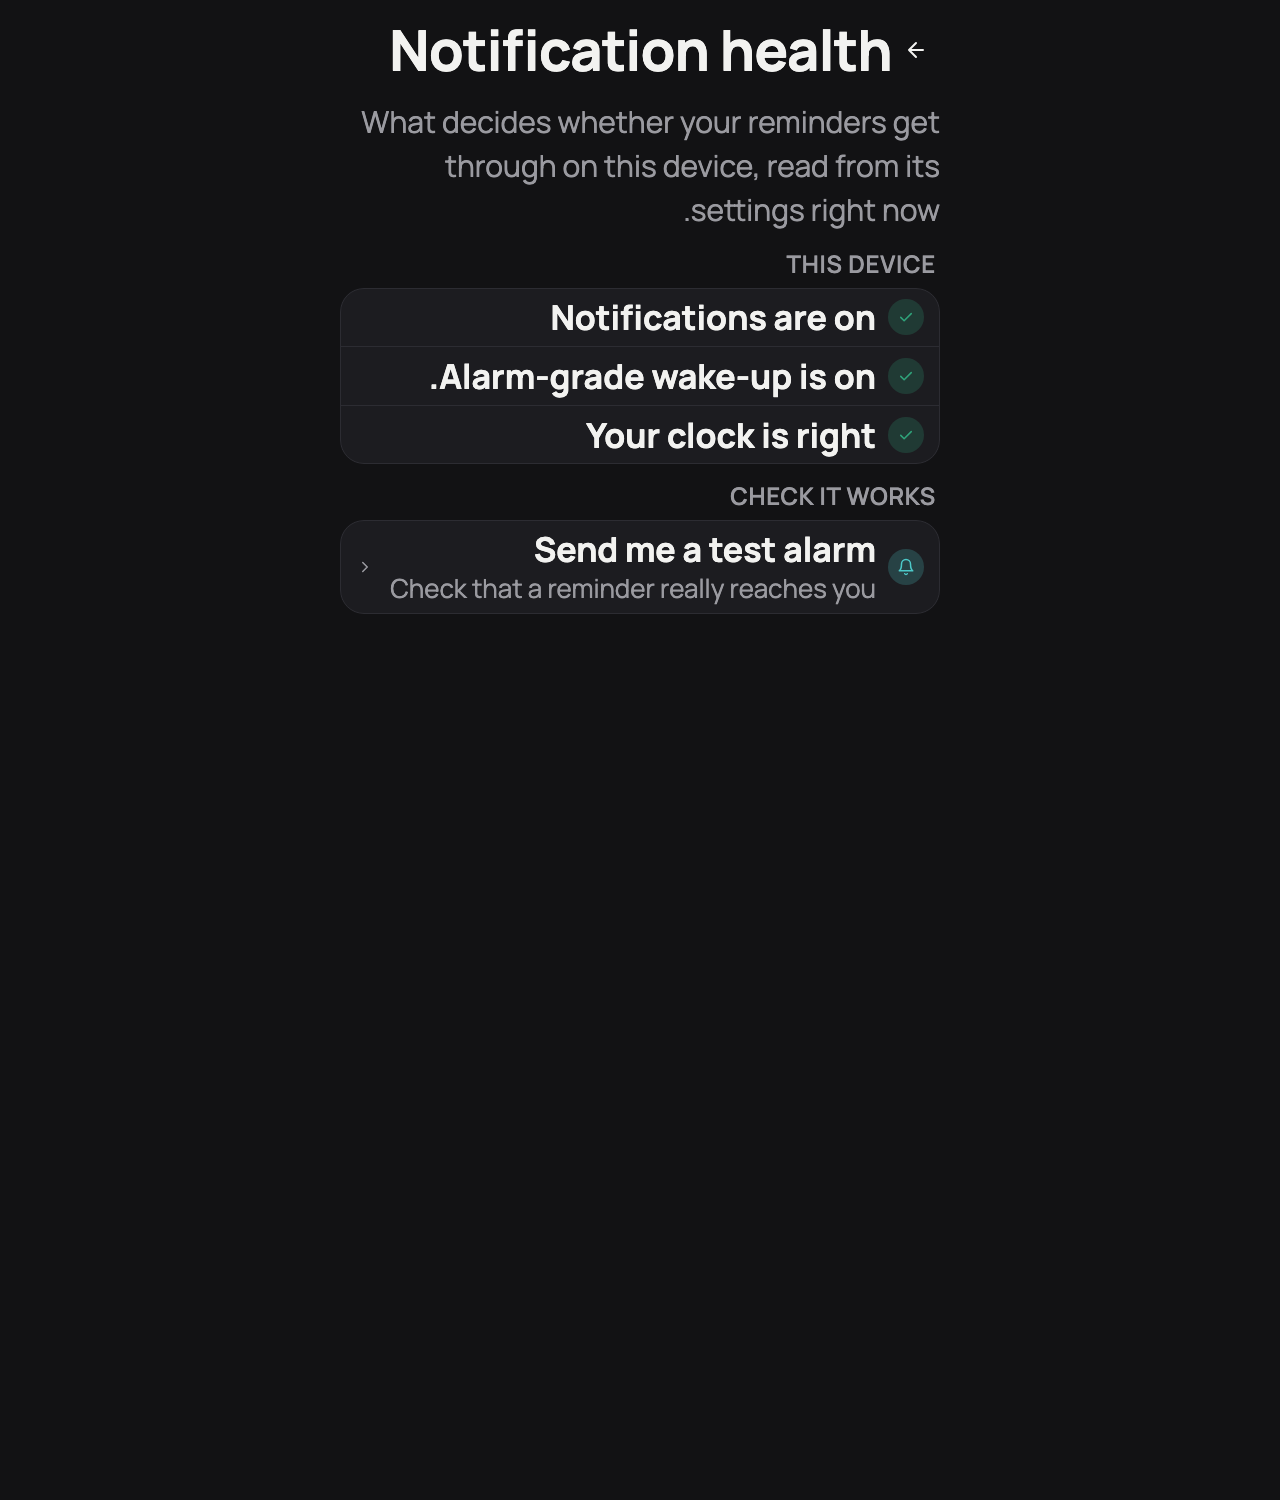 Notification health
What decides whether your reminders get
through on this device, read from its
.settings right now
THIS DEVICE
Notifications are on
.Alarm-grade wake-up is on
Your clock is right
CHECK IT WORKS
Send me a test alarm
Check that a reminder really reaches you